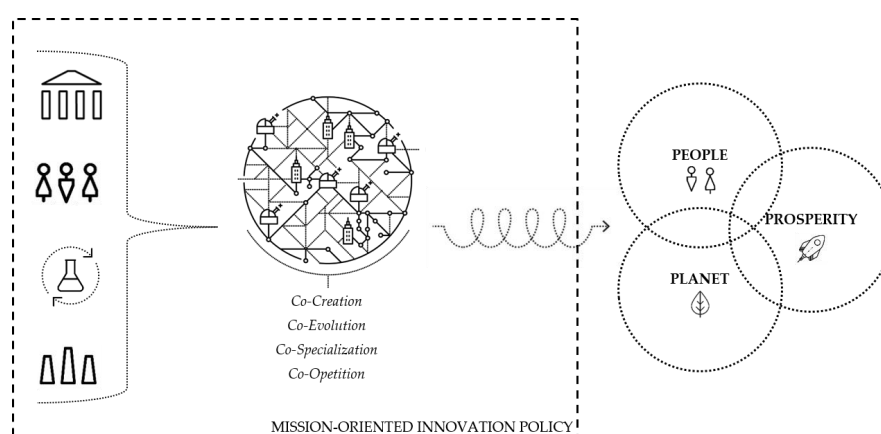 PEOPLE
PROSPERITY
PLANET
Co-Creation
Co-Evolution
Co-Specialization
Co-Opetition
MISSION-ORIENTED INNOVATION POLICY